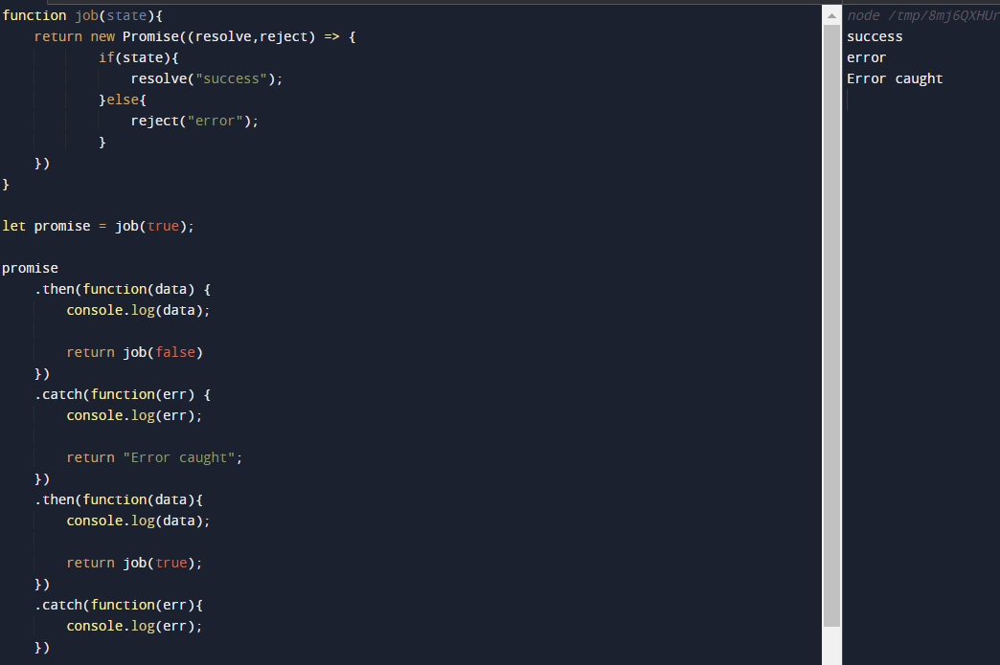 function job(state){
    return new Promise((resolve,reject) => {
            if(state){
                resolve("success");
            }else{
                reject("error");
            }
    })
}
let promise = job(true);
promise
    .then(function(data) {
        console.log(data);
        return job(false)
    })
    .catch(function(err) {
        console.log(err);
        return "Error caught";
    })
    .then(function(data){
        console.log(data);
        return job(true);
    })
    .catch(function(err){
        console.log(err);
    })
node /tmp/8mj6QXHUr
success
error
Error caught